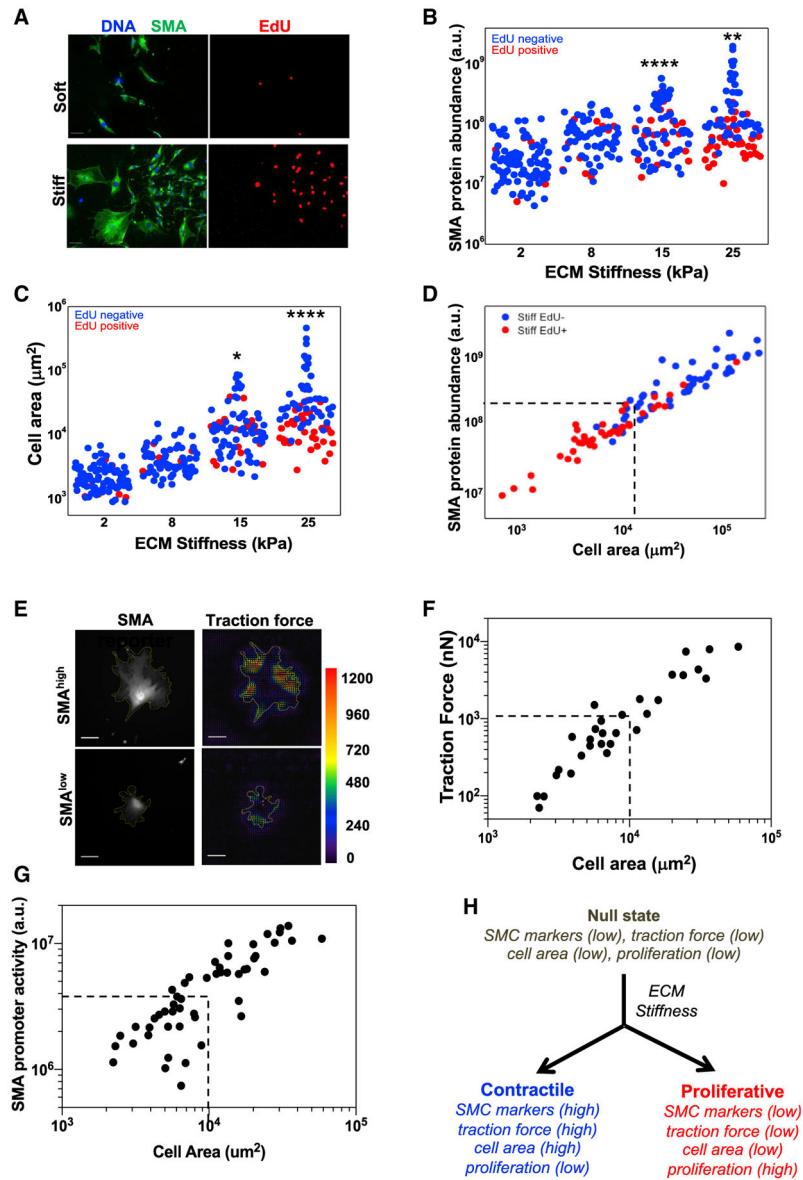 A
DNA SMA EdU
Soft
Stiff
B
EdU negative
EdU positive
**** **
SMA protein abundance (a.u.)
10^9
10^8
10^7
10^6
2 8 15 25
ECM Stiffness (kPa)
C
EdU negative
EdU positive
* ****
Cell area (μm²)
10^6
10^5
10^4
10^3
2 8 15 25
ECM Stiffness (kPa)
D
Stiff EdU-
Stiff EdU+
SMA protein abundance (a.u.)
10^9
10^8
10^7
10^3 10^4 10^5
Cell area (μm²)
E
SMA reporter
Traction force
SMA^high
SMA^low
1200
960
720
480
240
0
F
Traction Force (nN)
10^4
10^3
10^2
10^3 10^4 10^5
Cell area (μm²)
G
SMA promoter activity (a.u.)
10^7
10^6
10^3 10^4 10^5
Cell Area (um²)
H
Null state
SMC markers (low), traction force (low)
cell area (low), proliferation (low)
ECM
Stiffness
Contractile
SMC markers (high)
traction force (high)
cell area (high)
proliferation (low)
Proliferative
SMC markers (low)
traction force (low)
cell area (low)
proliferation (high)